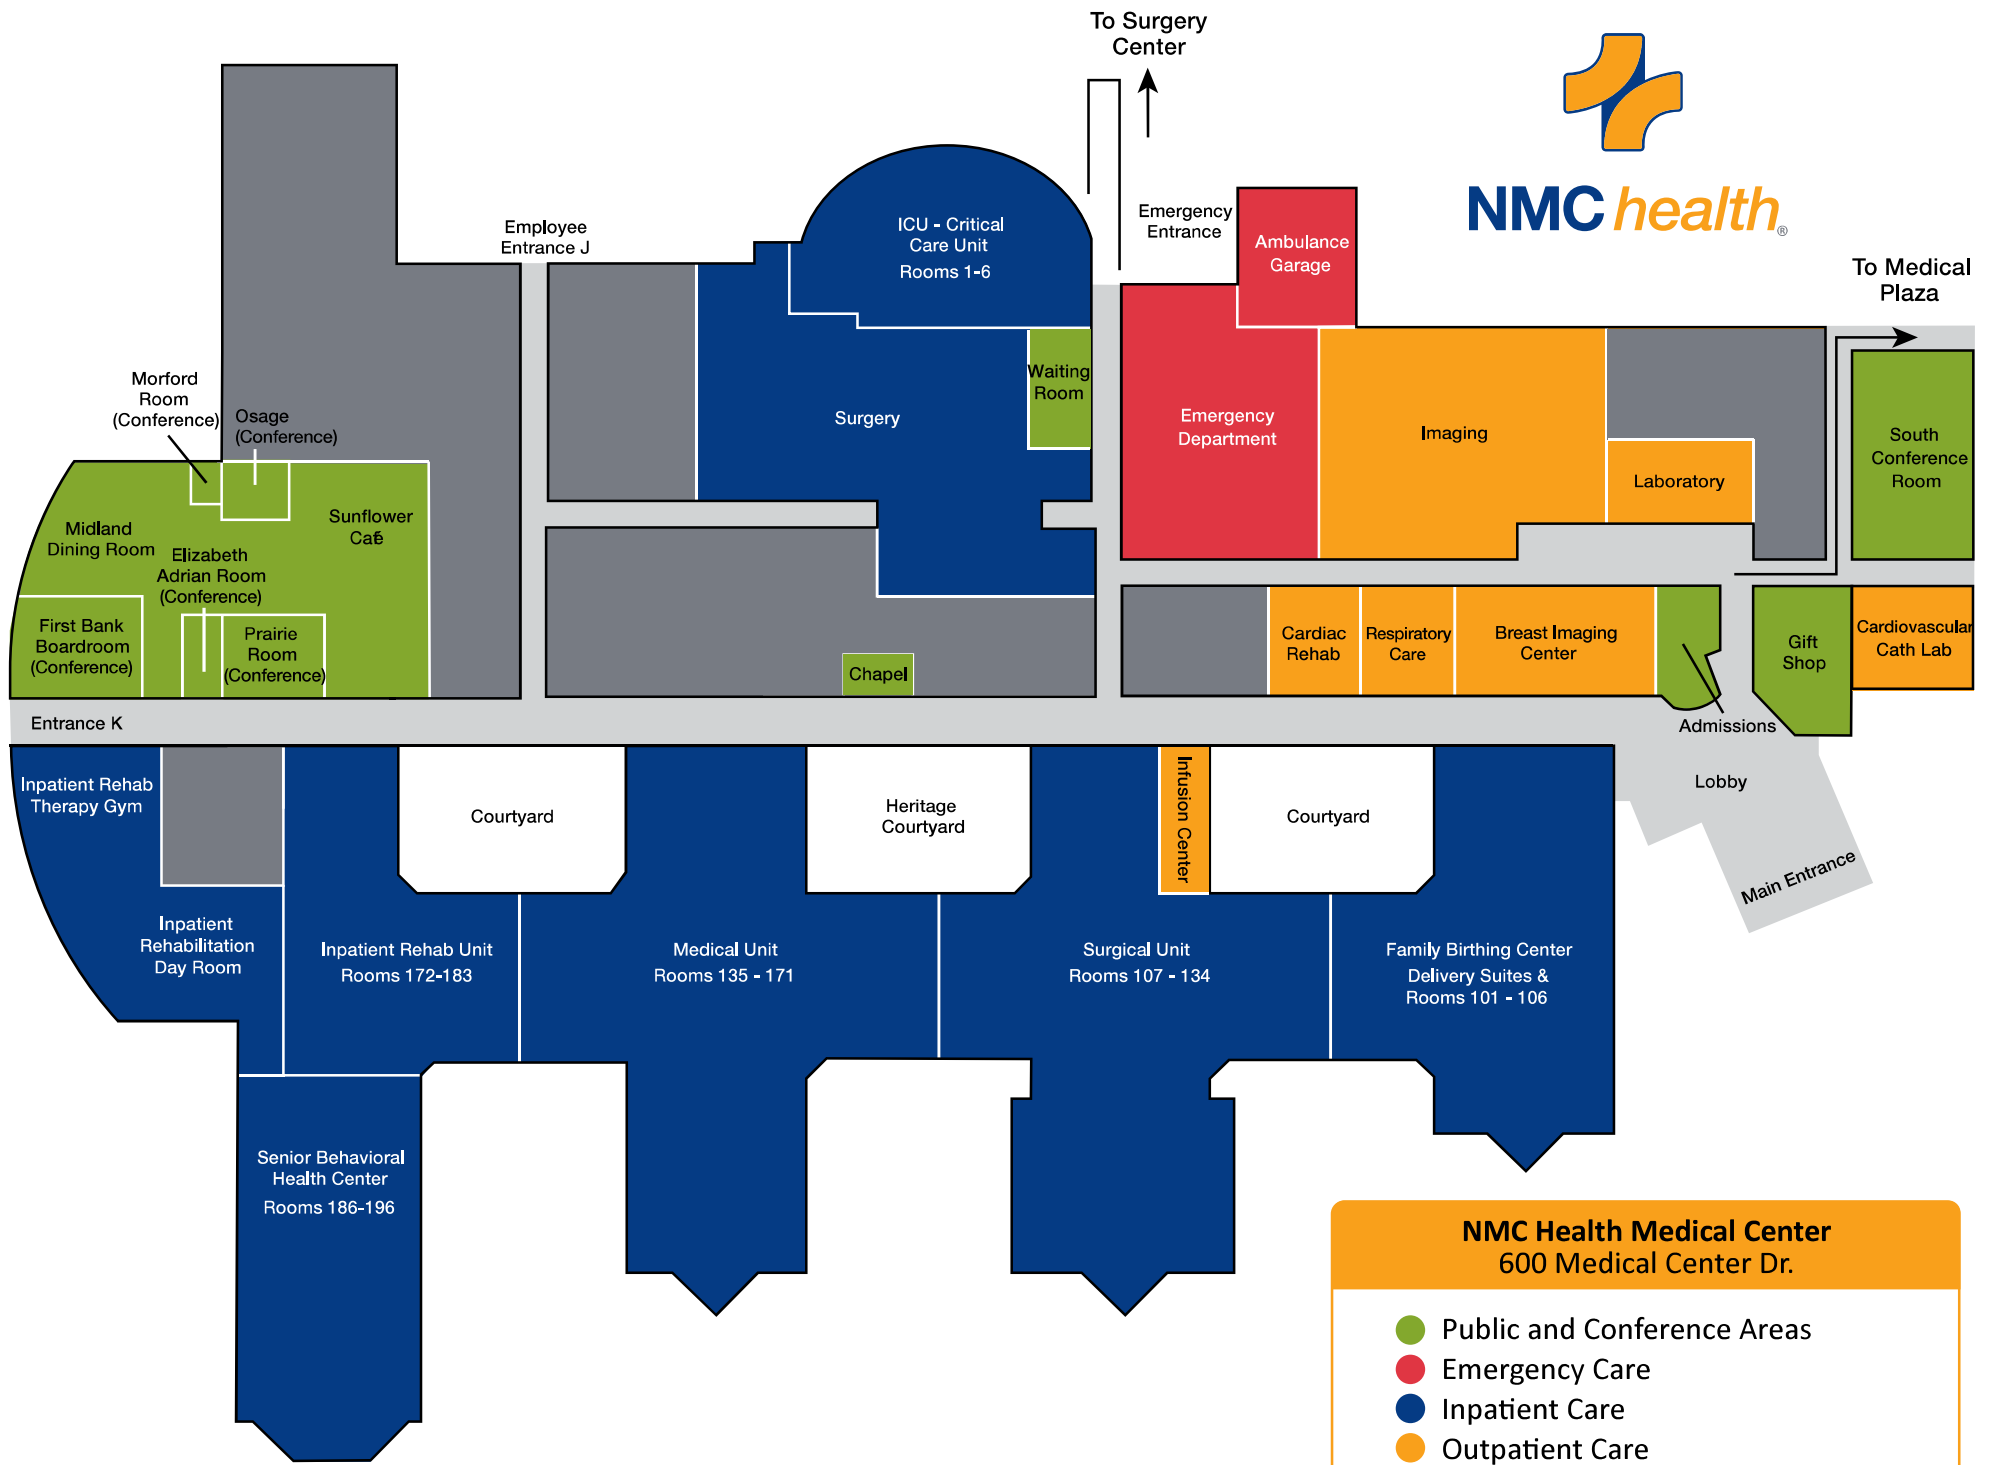 To Surgery
Center
NMC health®
Emergency
Entrance
Ambulance
Garage
Employee
Entrance J
ICU - Critical
Care Unit
Rooms 1-6
To Medical
Plaza
Morford
Room
(Conference)
Osage
(Conference)
Waiting
Room
Surgery
Emergency
Department
Imaging
Laboratory
South
Conference
Room
Midland
Dining Room
Sunflower
Café
Elizabeth
Adrian Room
(Conference)
First Bank
Boardroom
(Conference)
Prairie
Room
(Conference)
Chapel
Cardiac
Rehab
Respiratory
Care
Breast Imaging
Center
Gift
Shop
Cardiovascular
Cath Lab
Admissions
Entrance K
Lobby
Main Entrance
Inpatient Rehab
Therapy Gym
Courtyard
Heritage
Courtyard
Infusion Center
Courtyard
Inpatient
Rehabilitation
Day Room
Inpatient Rehab Unit
Rooms 172-183
Medical Unit
Rooms 135 - 171
Surgical Unit
Rooms 107 - 134
Family Birthing Center
Delivery Suites &
Rooms 101 - 106
Senior Behavioral
Health Center
Rooms 186-196
NMC Health Medical Center
600 Medical Center Dr.
Public and Conference Areas
Emergency Care
Inpatient Care
Outpatient Care